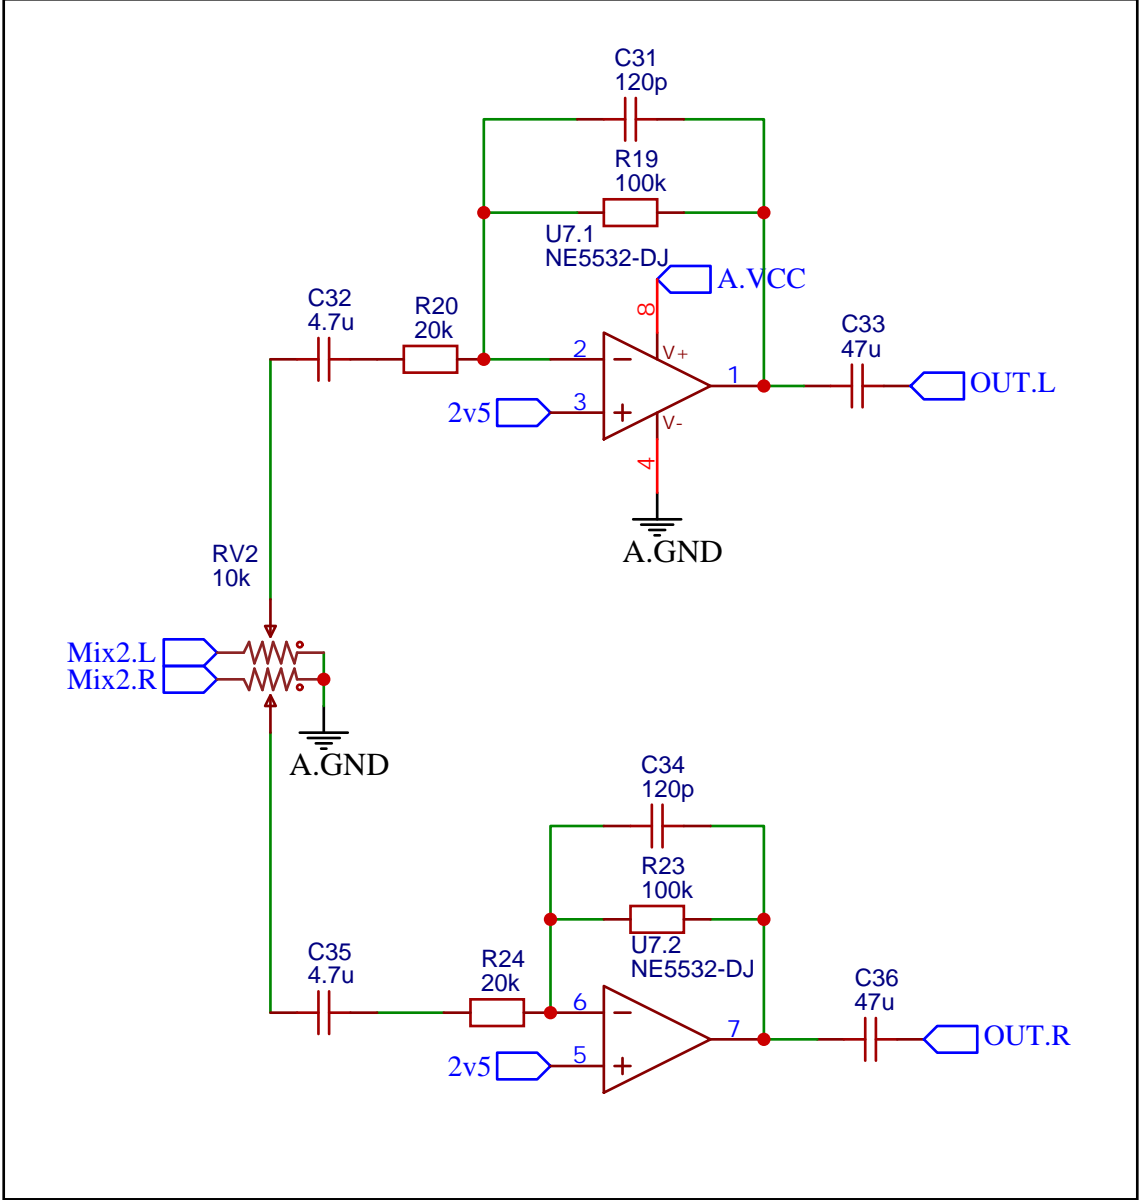 C31
120p
R19
100k
U7.1
NE5532-DJ
A.VCC
8
C32
4.7u
R20
20k
C33
47u
2
V+
1
OUT.L
2v5
3
V-
4
A.GND
RV2
10k
Mix2.L
Mix2.R
A.GND
C34
120p
R23
100k
U7.2
NE5532-DJ
C35
4.7u
R24
20k
C36
47u
6
7
OUT.R
2v5
5